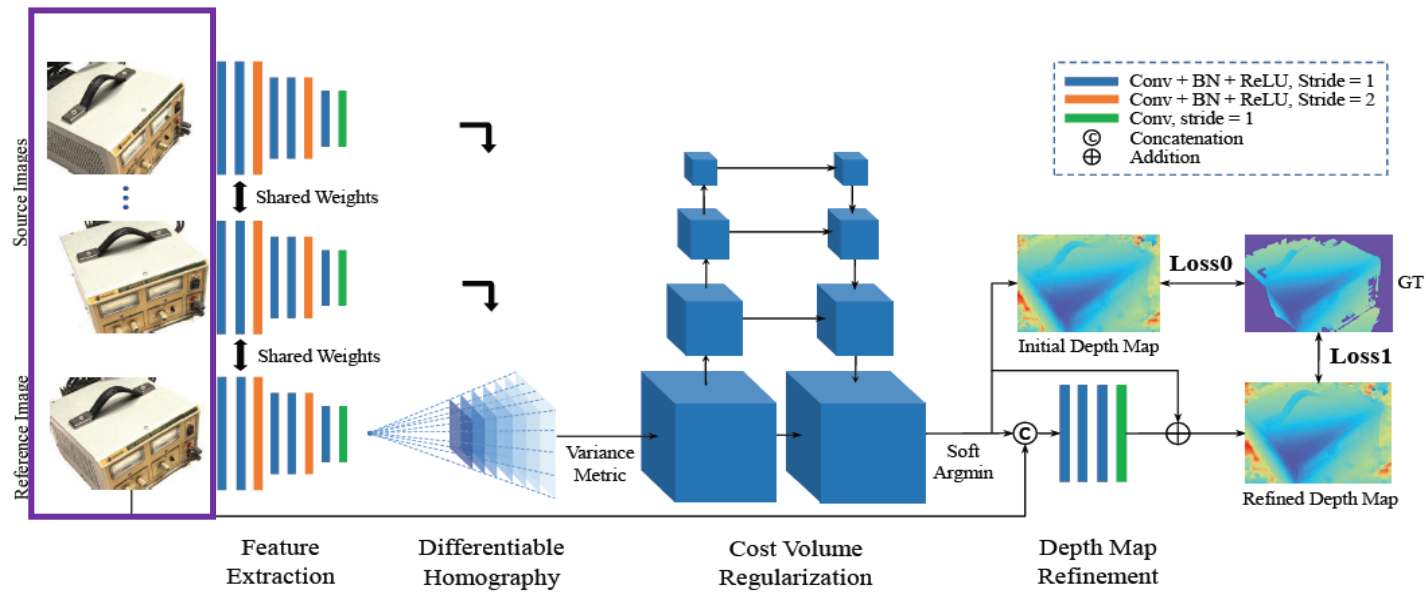 Source Images
Reference Image
Shared Weights
Shared Weights
Conv + BN + ReLU, Stride = 1
Conv + BN + ReLU, Stride = 2
Conv, stride = 1
C Concatenation
Addition
Variance
Metric
Soft
Argmin
C
Loss0
GT
Initial Depth Map
Loss1
Refined Depth Map
Feature
Extraction
Differentiable
Homography
Cost Volume
Regularization
Depth Map
Refinement